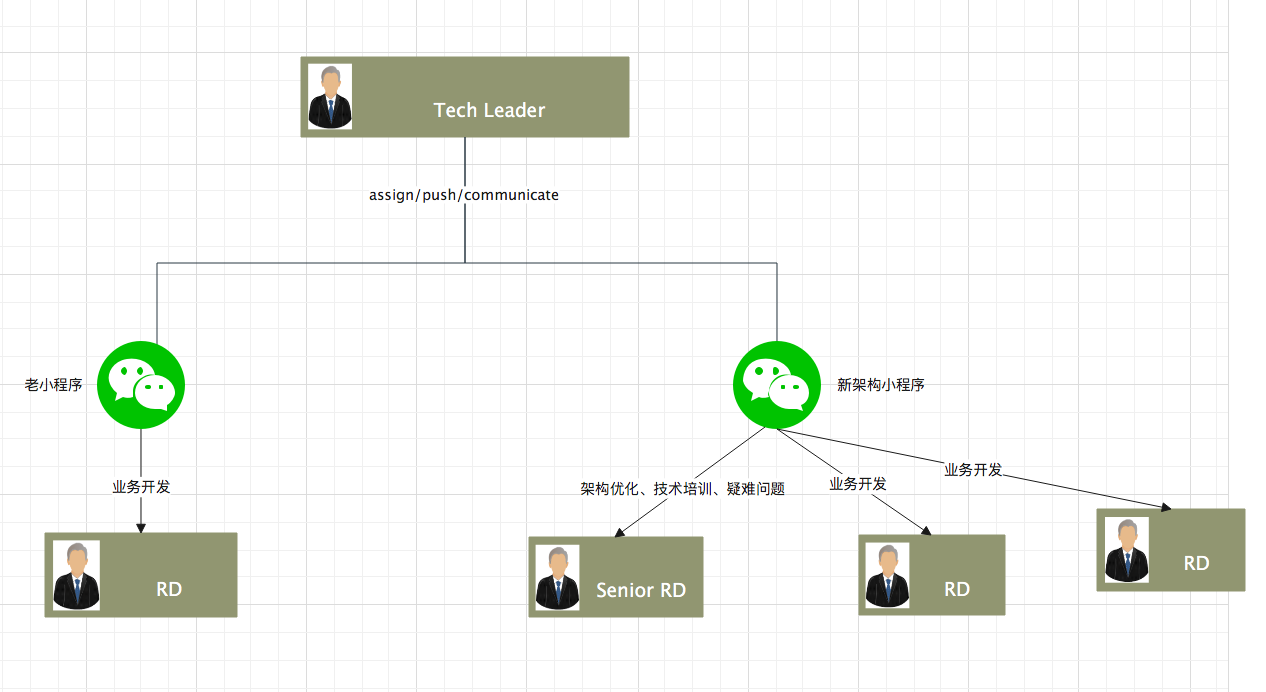 Tech Leader
assign/push/communicate
老小程序
新架构小程序
业务开发
架构优化、技术培训、疑难问题
业务开发
业务开发
RD
Senior RD
RD
RD